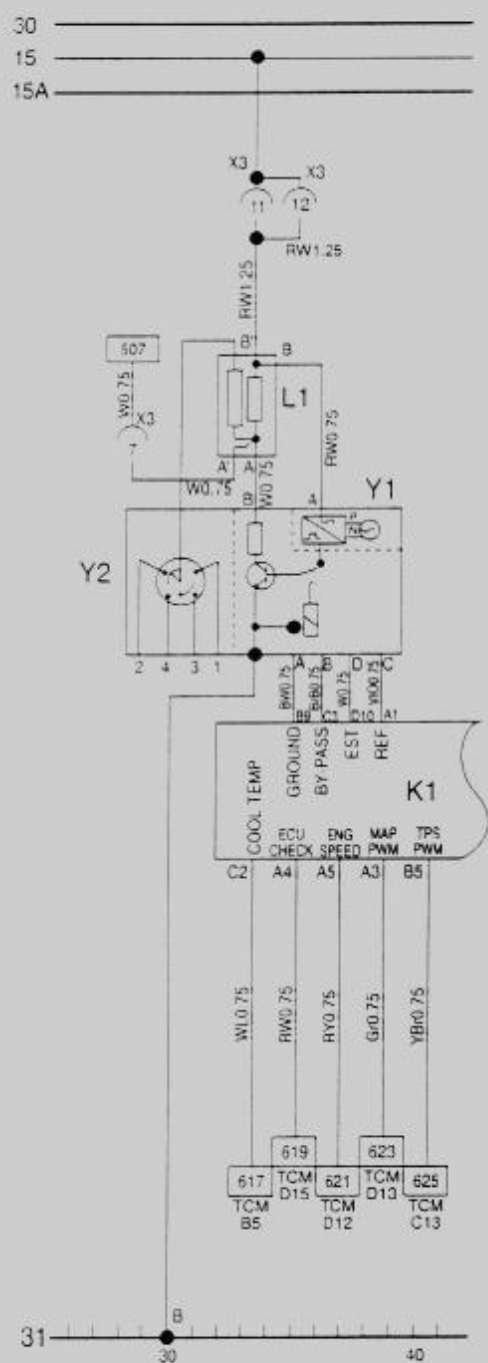 30
15
15A
X3 X3
11 12
RW1.25
RW1.25
507
W0.75
X3
7
B" B
L1
RW0.75
A' A
W0.75
W0.75
B A Y1
Y2
2 4 3 1
A B D C
BW0.75
W0.75
B9 C3 D10 A1
GROUND
BY-PASS
EST
REF
K1
COOL TEMP
ECU CHECK
ENG SPEED
MAP PWM
TPS PWM
C2 A4 A5 A3 B5
WL0.75
RW0.75
RY0.75
Gr0.75
YBr0.75
619 623
617 TCM 621 TCM 625
TCM D15 TCM D13 TCM
B5 D12 C13
B
31
30 40